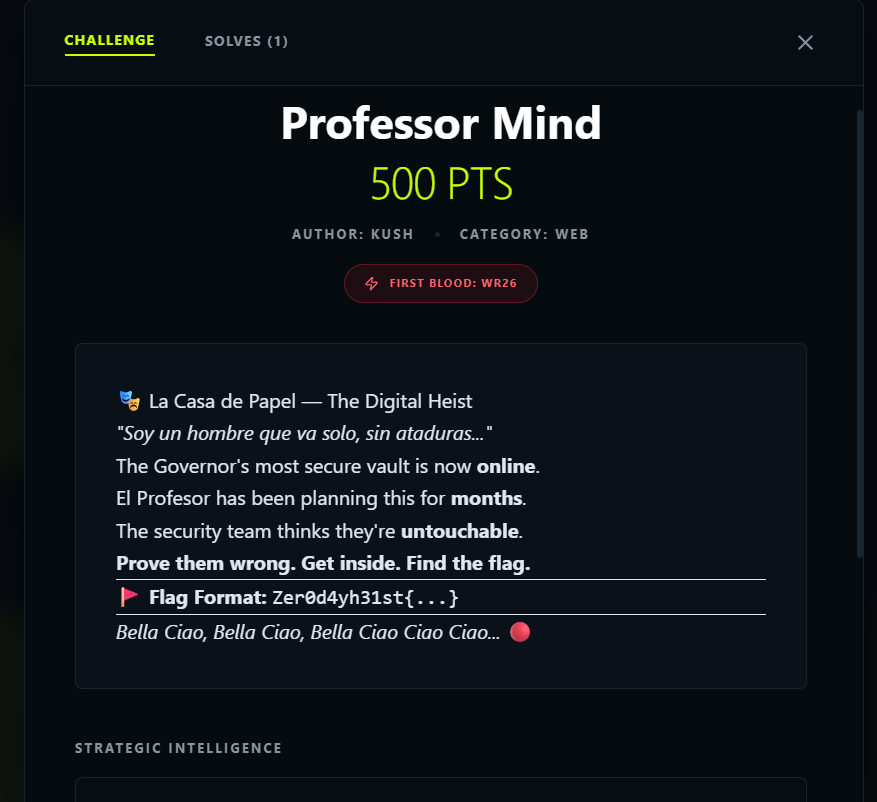 CHALLENGE SOLVES (1)
Professor Mind
500 PTS
AUTHOR: KUSH • CATEGORY: WEB
FIRST BLOOD: WR26
🎭 La Casa de Papel — The Digital Heist
"Soy un hombre que va solo, sin ataduras..."
The Governor's most secure vault is now online.
El Profesor has been planning this for months.
The security team thinks they're untouchable.
Prove them wrong. Get inside. Find the flag.
🚩 Flag Format: Zer0d4yh31st{...}
Bella Ciao, Bella Ciao, Bella Ciao Ciao Ciao... 🔴
STRATEGIC INTELLIGENCE